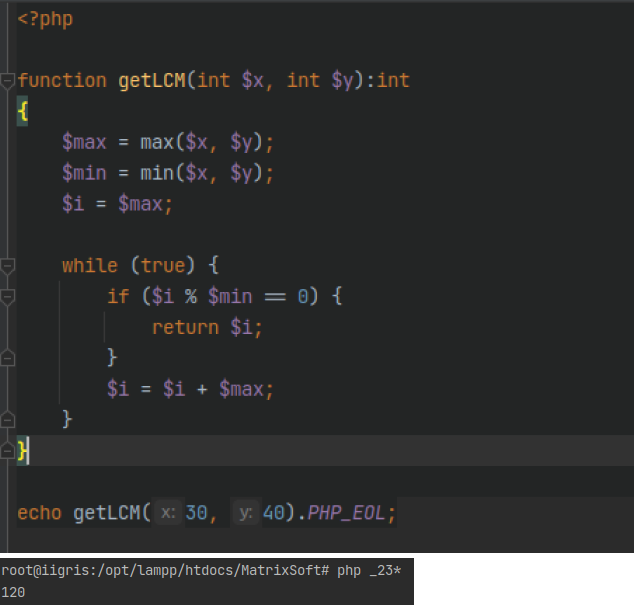 <?php
function getLCM(int $x, int $y):int
{
$max = max($x, $y);
$min = min($x, $y);
$i = $max;
while (true) {
if ($i % $min == 0) {
return $i;
}
$i = $i + $max;
}
}
echo getLCM( x: 30, y: 40).PHP_EOL;
root@iigris:/opt/lampp/htdocs/MatrixSoft# php _23*
120